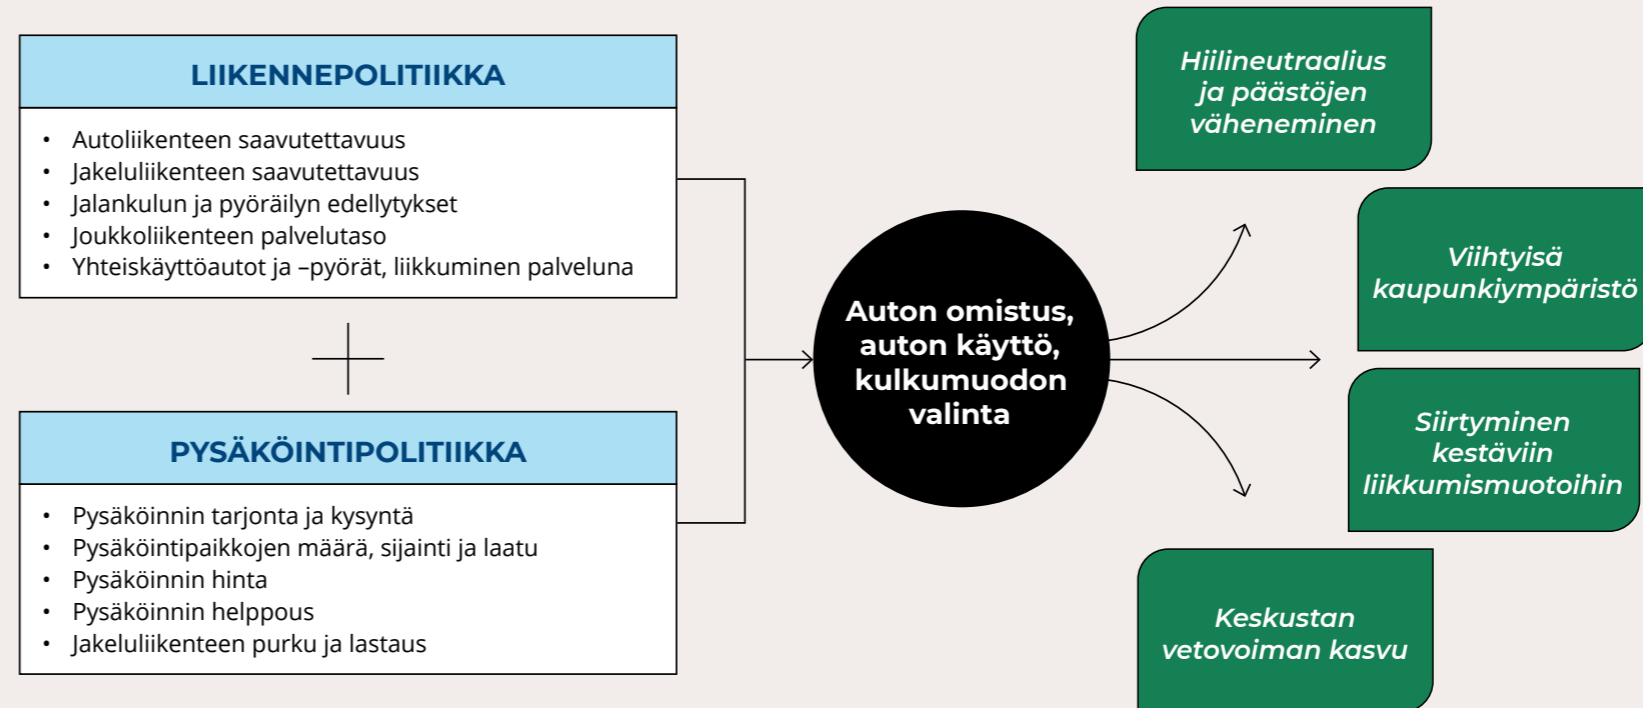 LIIKENNEPOLITIIKKA
• Autoliikenteen saavutettavuus
• Jakeluliikenteen saavutettavuus
• Jalankulun ja pyöräilyn edellytykset
• Joukkoliikenteen palvelutaso
• Yhteiskäyttöautot ja –pyörät, liikkuminen palveluna
PYSÄKÖINTIPOLITIIKKA
• Pysäköinnin tarjonta ja kysyntä
• Pysäköintipaikkojen määrä, sijainti ja laatu
• Pysäköinnin hinta
• Pysäköinnin helppous
• Jakeluliikenteen purku ja lastaus
Auton omistus,
auton käyttö,
kulkumuodon
valinta
Hiilineutraalius
ja päästöjen
väheneminen
Viihtyisä
kaupunkiympäristö
Siirtyminen
kestäviin
liikkumismuotoihin
Keskustan
vetovoiman kasvu